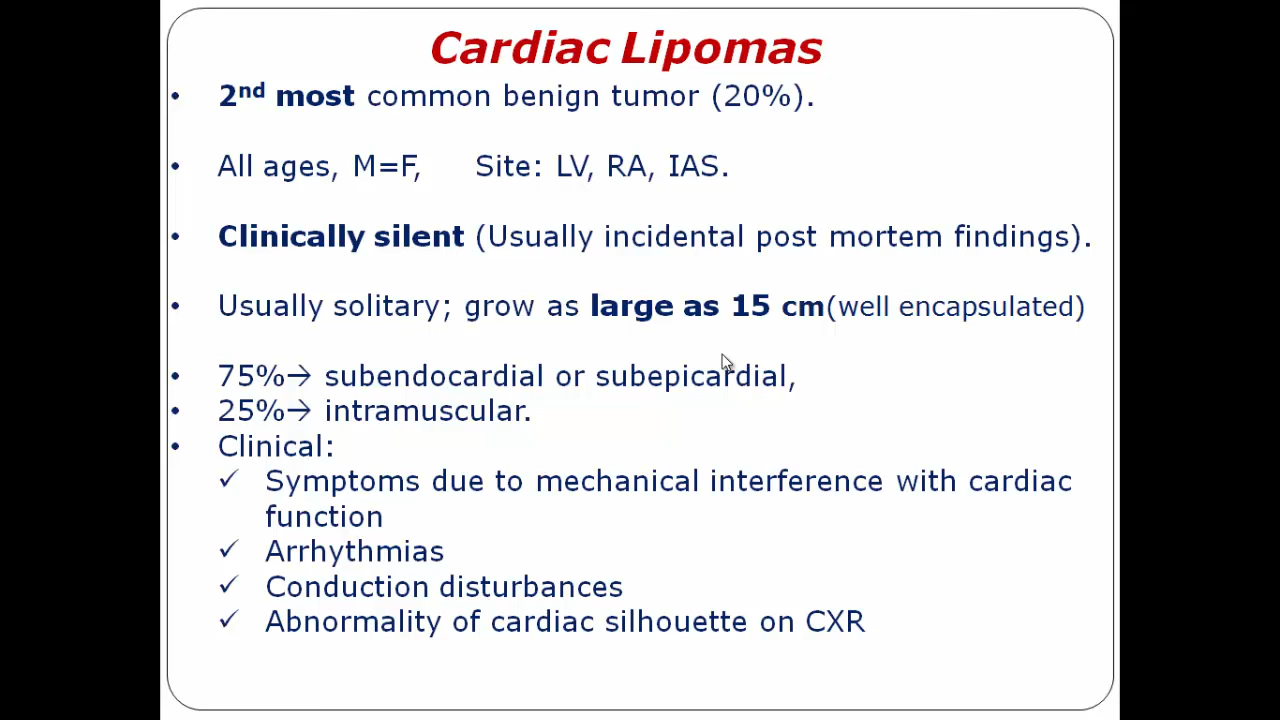 Cardiac Lipomas
• 2nd most common benign tumor (20%).
• All ages, M=F, Site: LV, RA, IAS.
• Clinically silent (Usually incidental post mortem findings).
• Usually solitary; grow as large as 15 cm(well encapsulated)
• 75%→ subendocardial or subepicardial,
• 25%→ intramuscular.
• Clinical:
✓ Symptoms due to mechanical interference with cardiac
function
✓ Arrhythmias
✓ Conduction disturbances
✓ Abnormality of cardiac silhouette on CXR